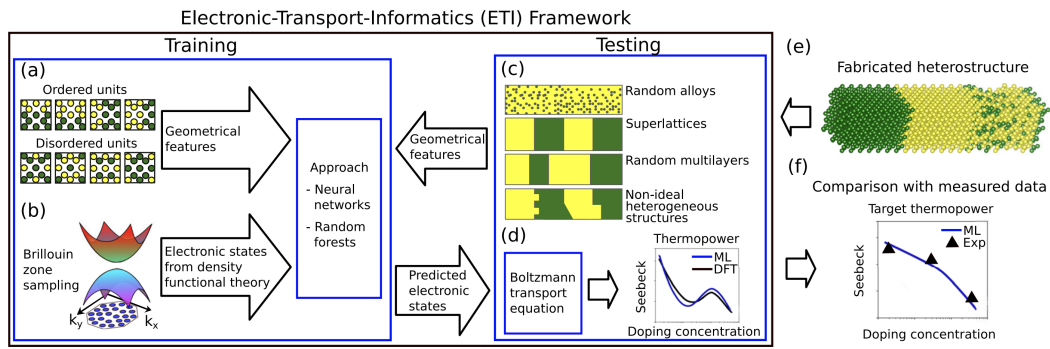 Electronic-Transport-Informatics (ETI) Framework
Training
(a)
Ordered units
Disordered units
Geometrical
features
(b)
Brillouin
zone
sampling
ky
kx
Electronic states
from density
functional theory
Approach
- Neural
networks
- Random
forests
Testing
(c)
Random alloys
Superlattices
Random multilayers
Non-ideal
heterogeneous
structures
Geometrical
features
Predicted
electronic
states
(d)
Boltzmann
transport
equation
Thermopower
ML
DFT
Seebeck
Doping concentration
(e)
Fabricated heterostructure
(f)
Comparison with measured data
Target thermopower
ML
Exp
Seebeck
Doping concentration